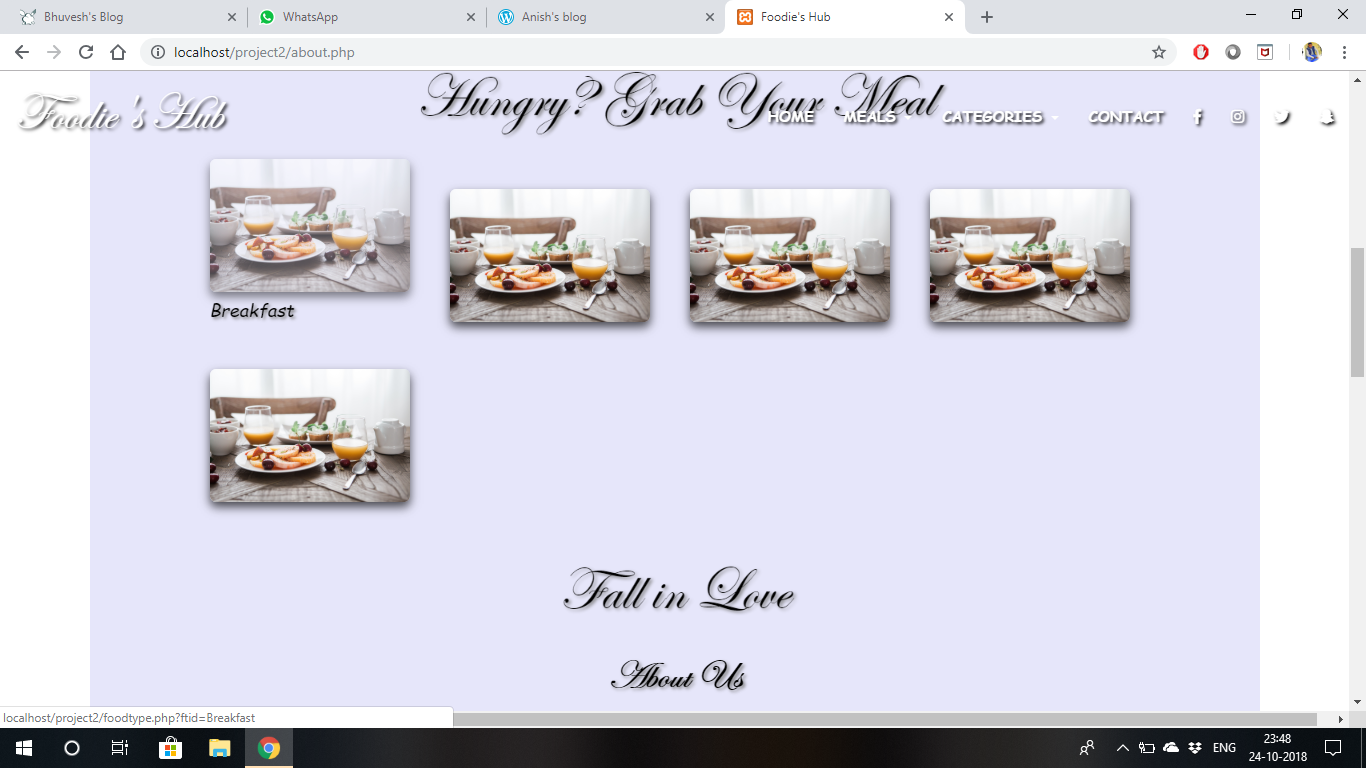 Bhuvesh's Blog
WhatsApp
Anish's blog
Foodie's Hub
localhost/project2/about.php
Hungry? Grab Your Meal
Foodie's Hub
HOME MEALS CATEGORIES CONTACT
Breakfast
Fall in Love
About Us
localhost/project2/foodtype.php?ftid=Breakfast
ENG
23:48
24-10-2018